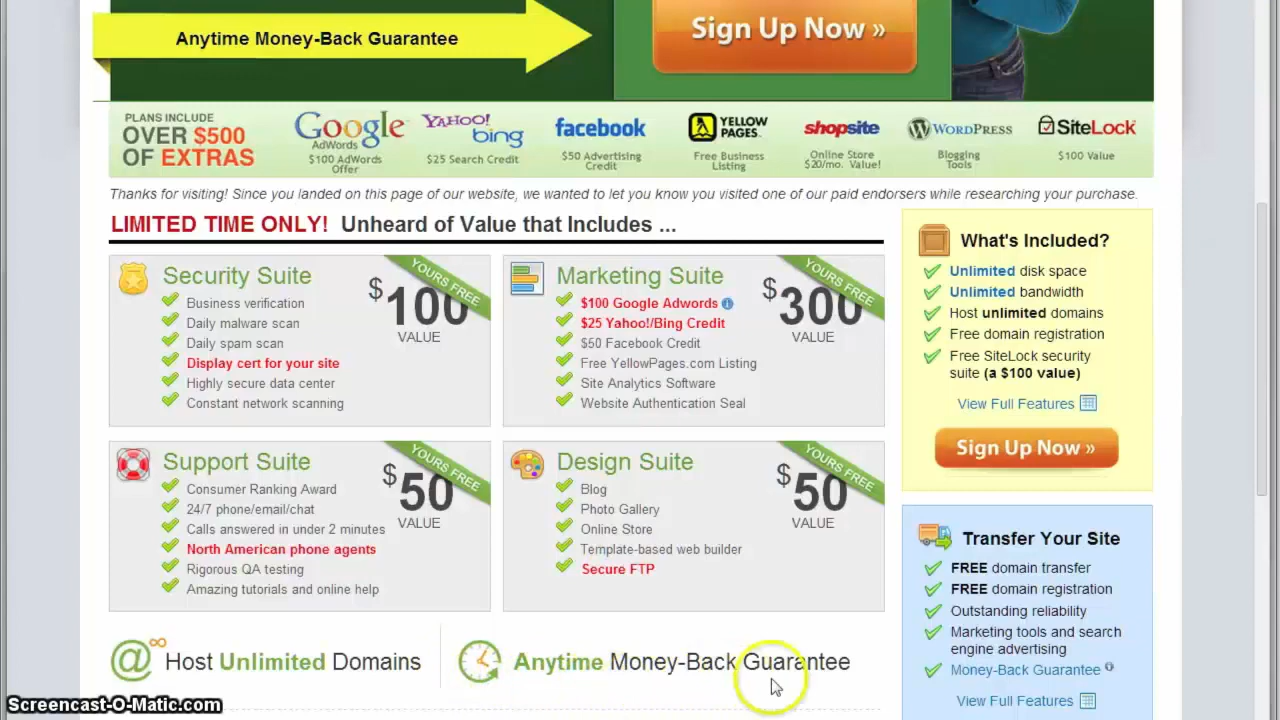 Anytime Money-Back Guarantee
Sign Up Now »
PLANS INCLUDE
OVER $500
OF EXTRAS
Google
AdWords
$100 AdWords
Offer
YAHOO!
bing
$25 Search Credit
facebook
$50 Advertising
Credit
YELLOW
PAGES
Free Business
Listing
shopsite
Online Store
$20/mo. Value!
WORDPRESS
Blogging
Tools
SiteLock
$100 Value
Thanks for visiting! Since you landed on this page of our website, we wanted to let you know you visited one of our paid endorsers while researching your purchase.
LIMITED TIME ONLY! Unheard of Value that Includes ...
Security Suite
Business verification
Daily malware scan
Daily spam scan
Display cert for your site
Highly secure data center
Constant network scanning
YOURS FREE
$100
VALUE
Marketing Suite
$100 Google Adwords
$25 Yahoo!/Bing Credit
$50 Facebook Credit
Free YellowPages.com Listing
Site Analytics Software
Website Authentication Seal
YOURS FREE
$300
VALUE
Support Suite
Consumer Ranking Award
24/7 phone/email/chat
Calls answered in under 2 minutes
North American phone agents
Rigorous QA testing
Amazing tutorials and online help
YOURS FREE
$50
VALUE
Design Suite
Blog
Photo Gallery
Online Store
Template-based web builder
Secure FTP
YOURS FREE
$50
VALUE
@∞ Host Unlimited Domains
Anytime Money-Back Guarantee
What's Included?
Unlimited disk space
Unlimited bandwidth
Host unlimited domains
Free domain registration
Free SiteLock security
suite (a $100 value)
View Full Features
Sign Up Now »
Transfer Your Site
FREE domain transfer
FREE domain registration
Outstanding reliability
Marketing tools and search
engine advertising
Money-Back Guarantee
View Full Features
Screencast-O-Matic.com